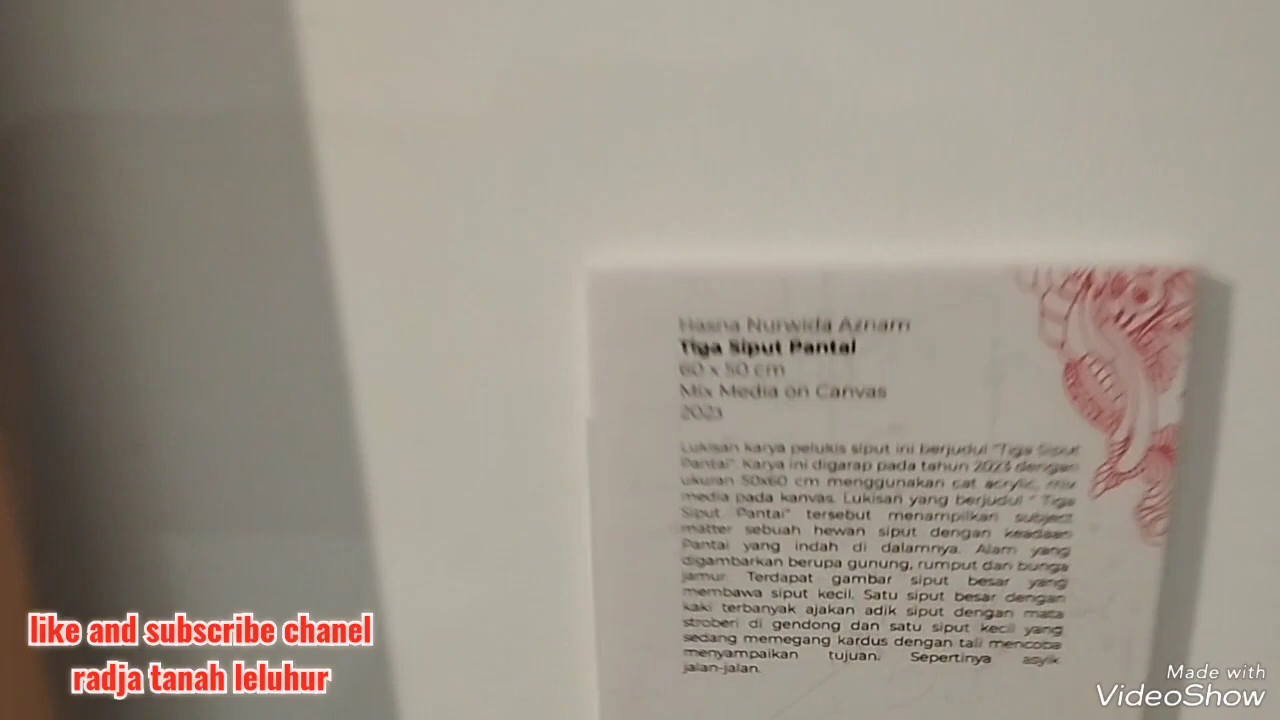 Hasna Nurwida Aznam
Tiga Siput Pantai
60 x 50 cm
Mix Media on Canvas
2023
Lukisan karya pelukis siput ini berjudul "Tiga Siput
Pantai". Karya ini digarap pada tahun 2023 dengan
ukuran 50x60 cm menggunakan cat acrylic, mix
media pada kanvas. Lukisan yang berjudul " Tiga
Siput Pantai" tersebut menampilkan subject
matter sebuah hewan siput dengan keadaan
Pantai yang indah di dalamnya. Alam yang
digambarkan berupa gunung, rumput dan bunga
jamur. Terdapat gambar siput besar yang
membawa siput kecil. Satu siput besar dengan
kaki terbanyak ajakan adik siput dengan mata
stroberi di gendong dan satu siput kecil yang
sedang memegang kardus dengan tali mencoba
menyampaikan tujuan. Sepertinya asyik
jalan-jalan.
like and subscribe chanel
radja tanah leluhur
Made with
VideoShow